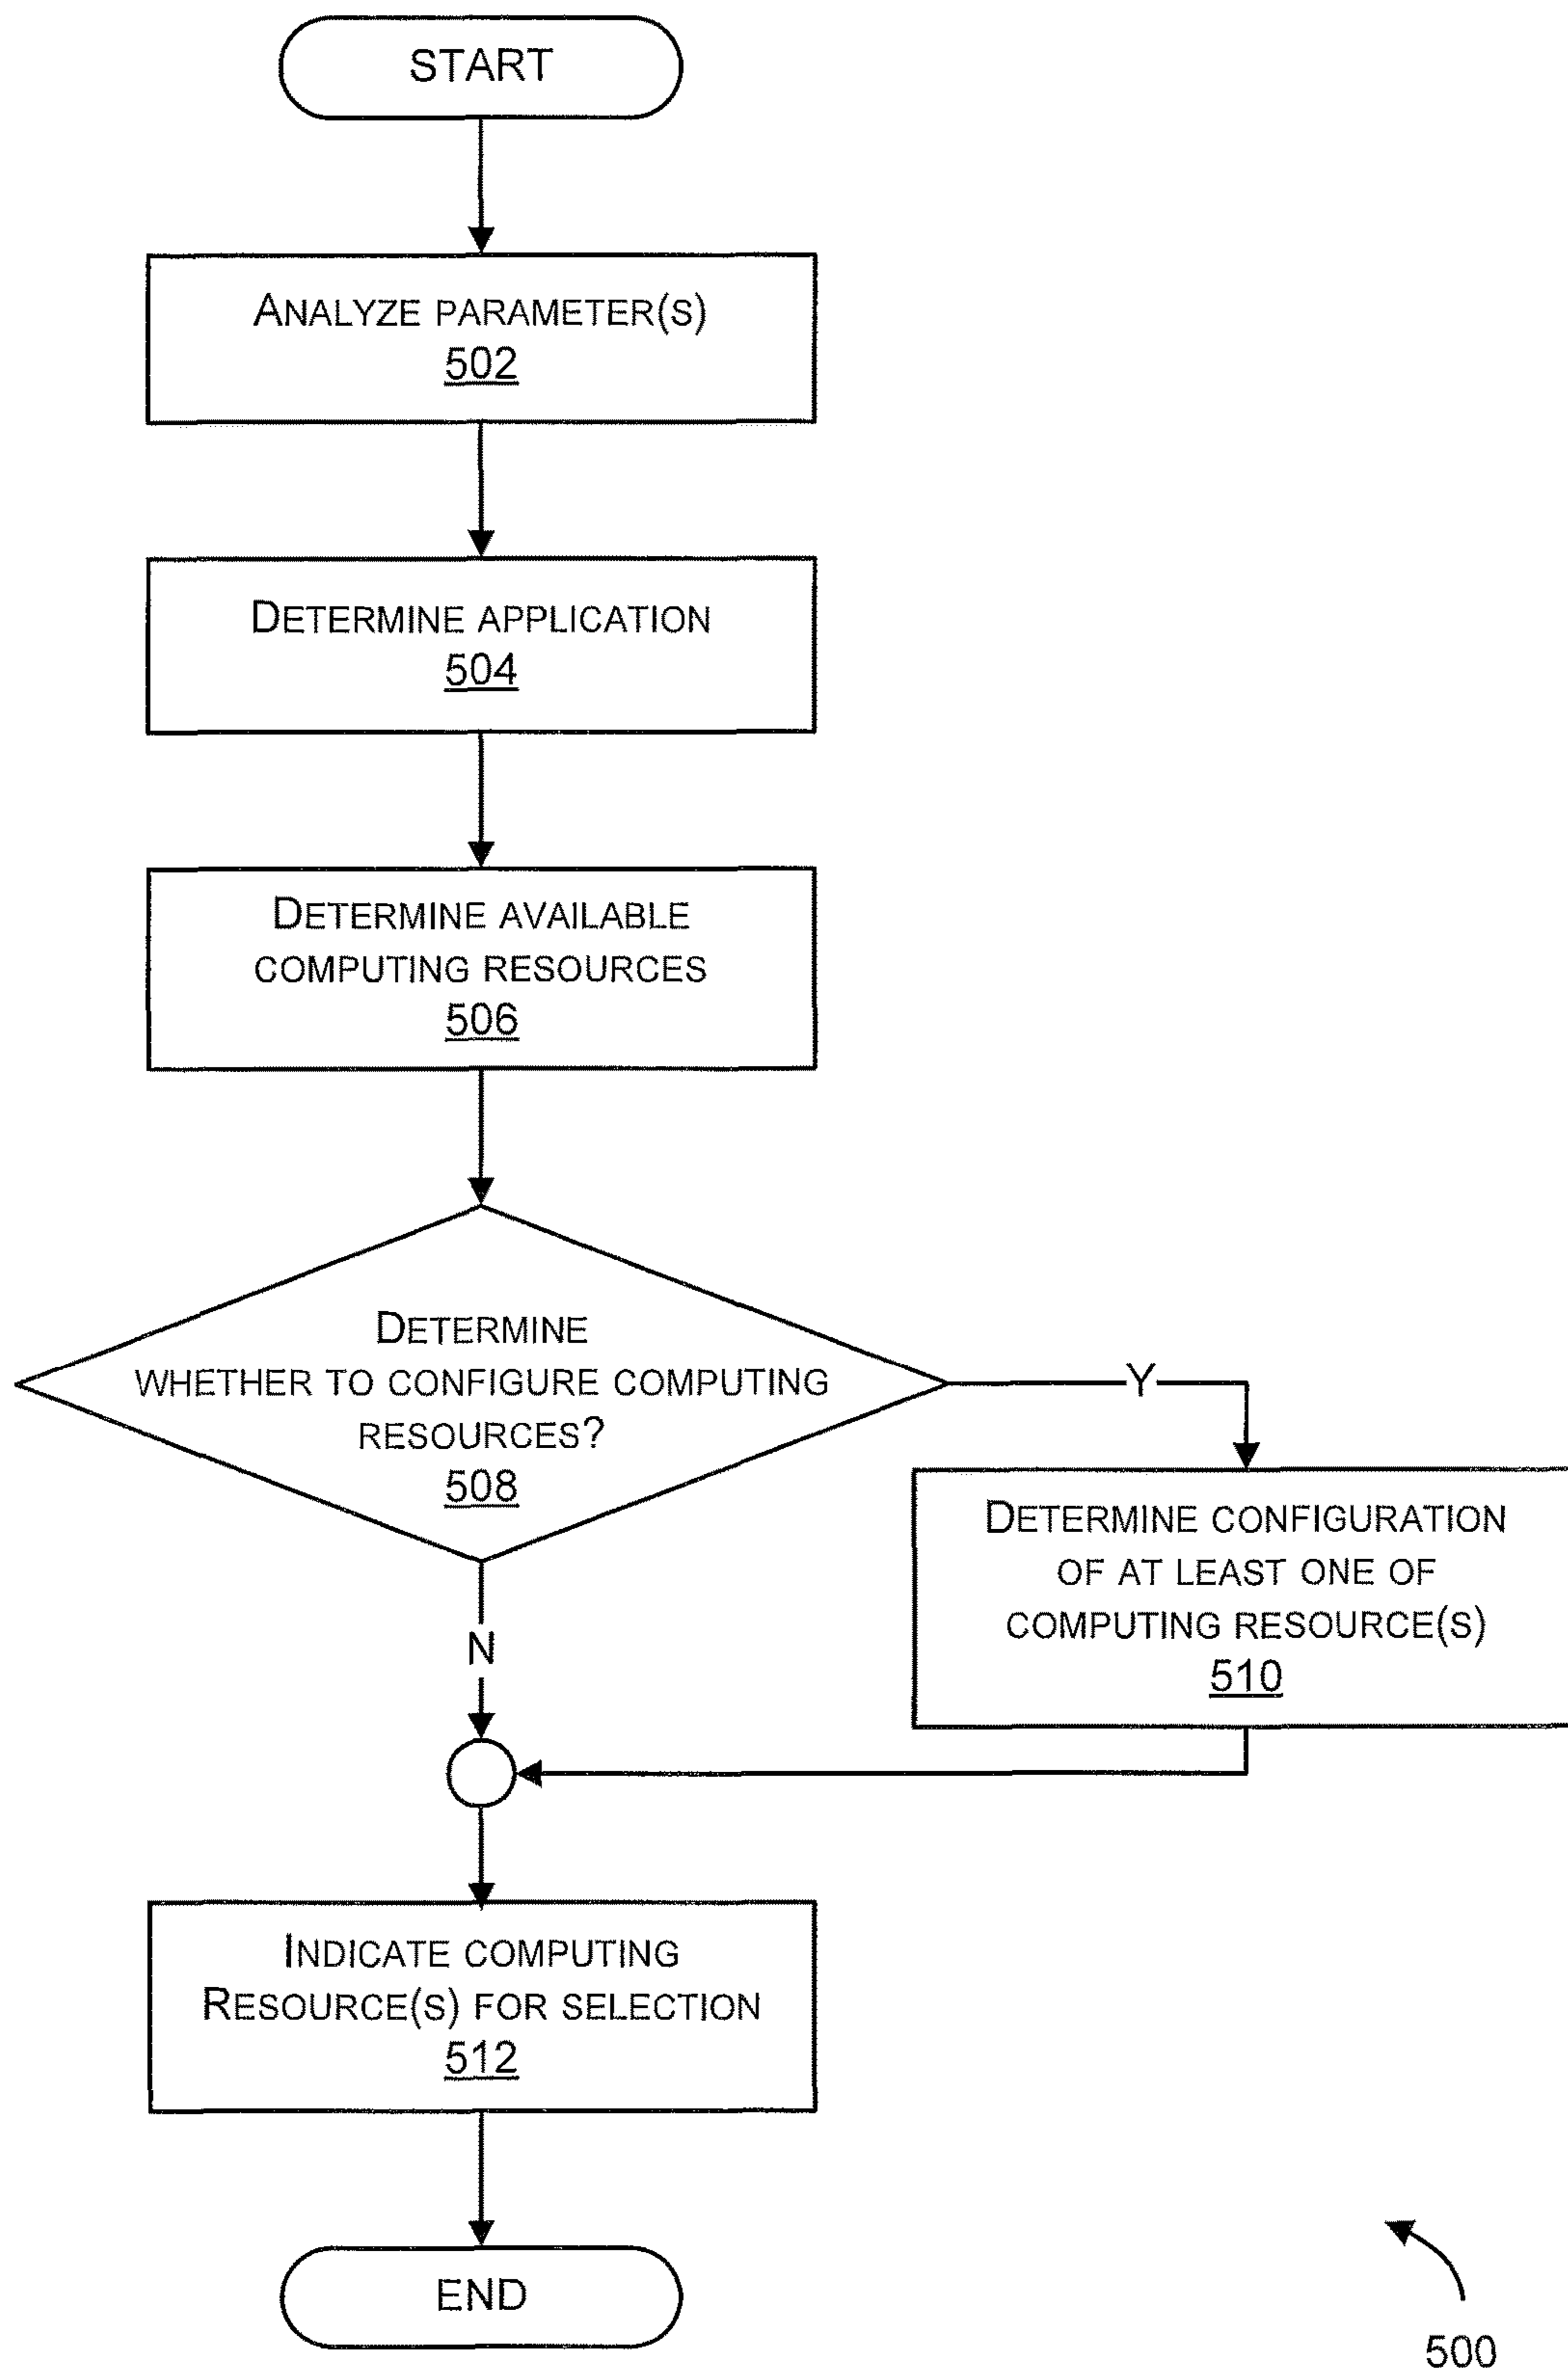 START
ANALYZE PARAMETER(S)
502
DETERMINE APPLICATION
504
DETERMINE AVAILABLE
COMPUTING RESOURCES
506
DETERMINE
WHETHER TO CONFIGURE COMPUTING
RESOURCES?
508
Y
N
DETERMINE CONFIGURATION
OF AT LEAST ONE OF
COMPUTING RESOURCE(S)
510
INDICATE COMPUTING
RESOURCE(S) FOR SELECTION
512
END
500